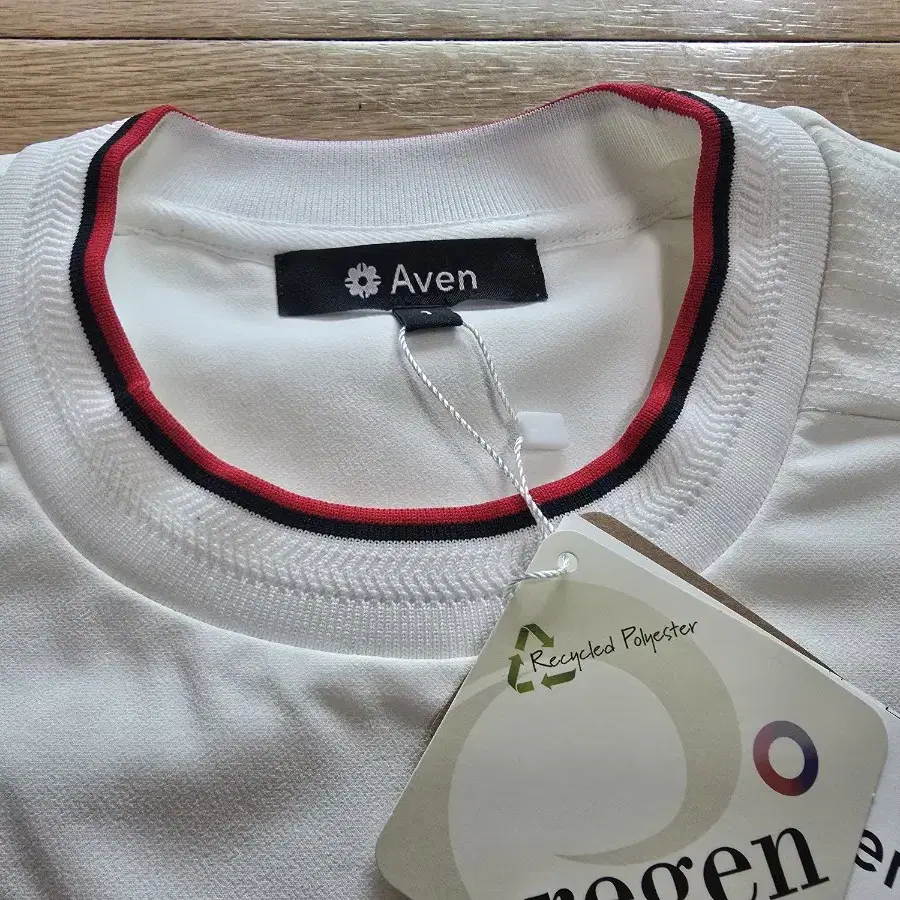 Aven
Recycled Polyester
regen
er